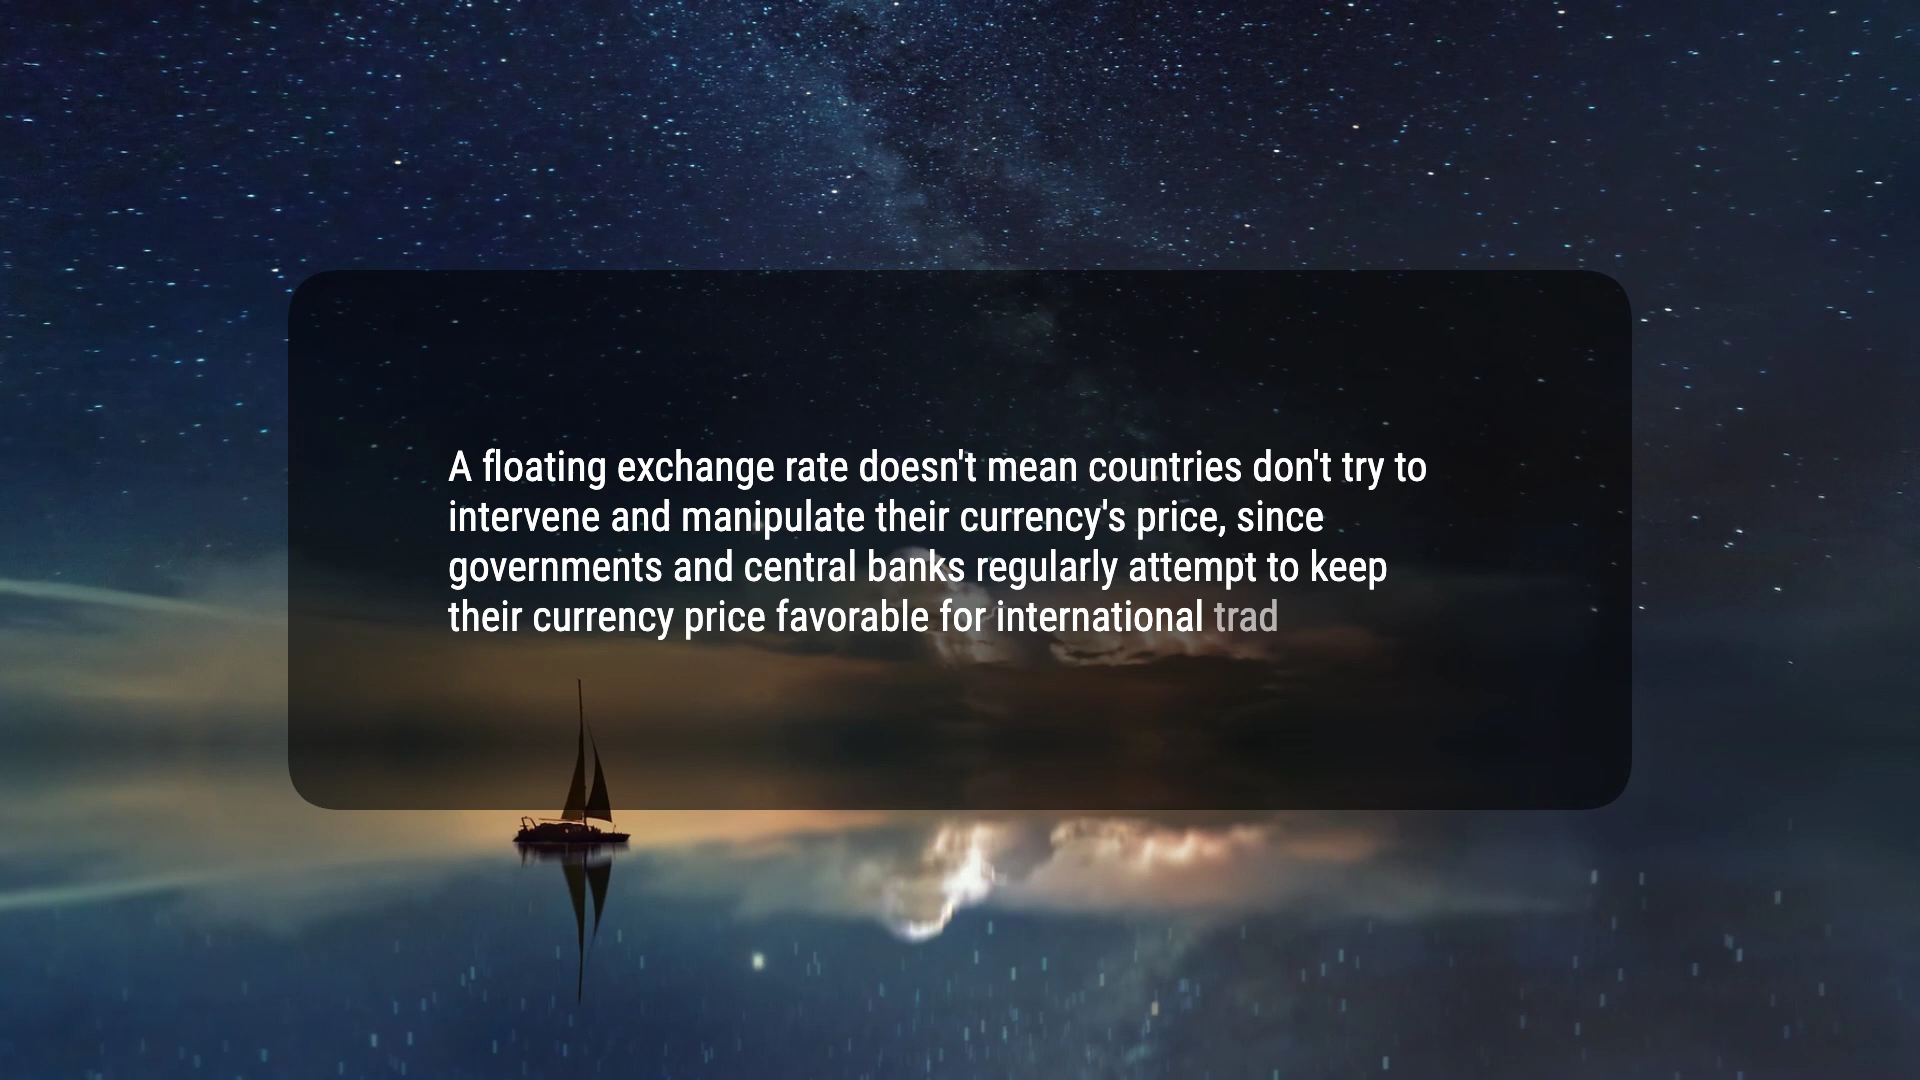 A floating exchange rate doesn't mean countries don't try to
intervene and manipulate their currency's price, since
governments and central banks regularly attempt to keep
their currency price favorable for international trad